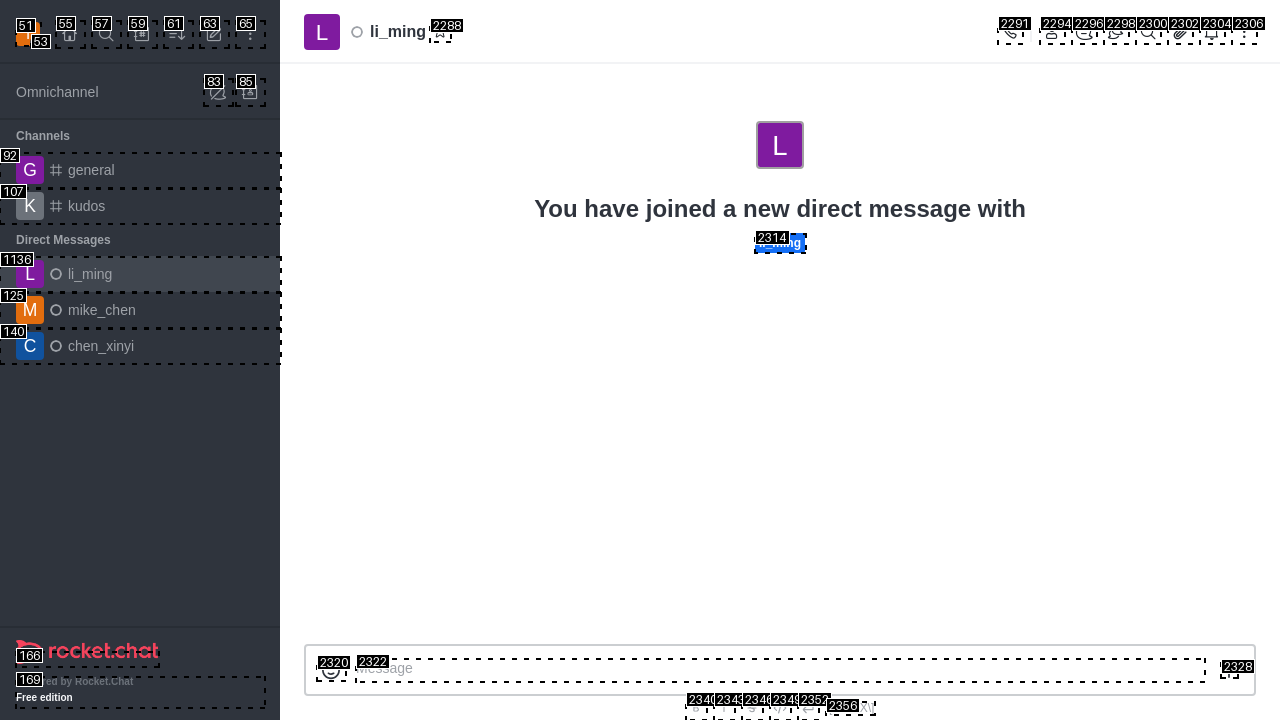 51
53
55
57
59
61
63
65
L
li_ming
2288
2291
2294
2296
2298
2300
2302
2304
2306
Omnichannel
83
85
Channels
92
G
general
107
K
kudos
Direct Messages
1136
L
li_ming
125
M
mike_chen
140
C
chen_xinyi
L
You have joined a new direct message with
2314
166
rocket.chat
169
by Rocket.Chat
Free edition
2320
2322
Message
2328
2340
2343
2346
2349
2352
2356